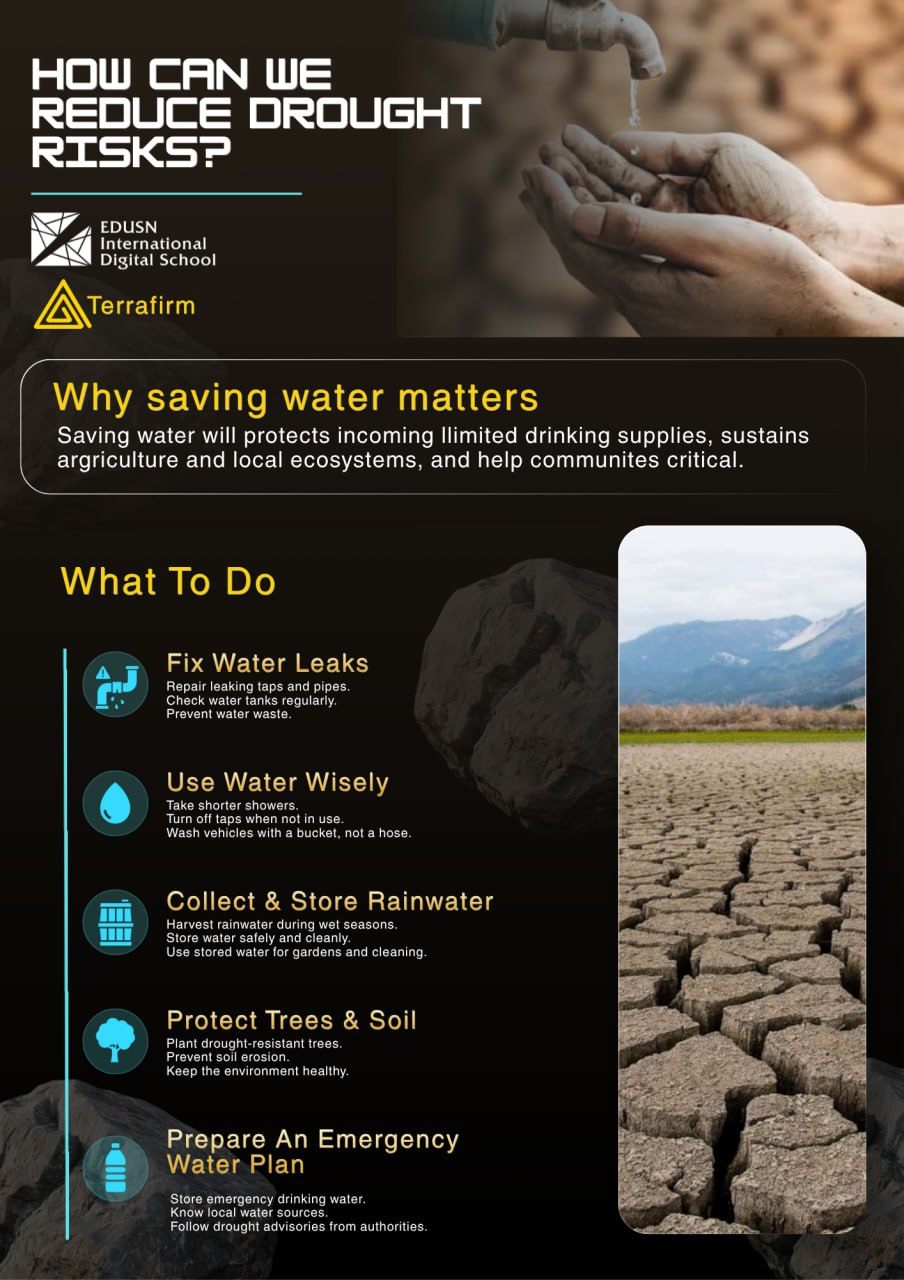 HOW CAN WE
REDUCE DROUGHT
RISKS?
EDUSN
International
Digital School
Terrafirm
Why saving water matters
Saving water will protects incoming llimited drinking supplies, sustains
argriculture and local ecosystems, and help communites critical.
What To Do
Fix Water Leaks
Repair leaking taps and pipes.
Check water tanks regularly.
Prevent water waste.
Use Water Wisely
Take shorter showers.
Turn off taps when not in use.
Wash vehicles with a bucket, not a hose.
Collect & Store Rainwater
Harvest rainwater during wet seasons.
Store water safely and cleanly.
Use stored water for gardens and cleaning.
Protect Trees & Soil
Plant drought-resistant trees.
Prevent soil erosion.
Keep the environment healthy.
Prepare An Emergency
Water Plan
Store emergency drinking water.
Know local water sources.
Follow drought advisories from authorities.